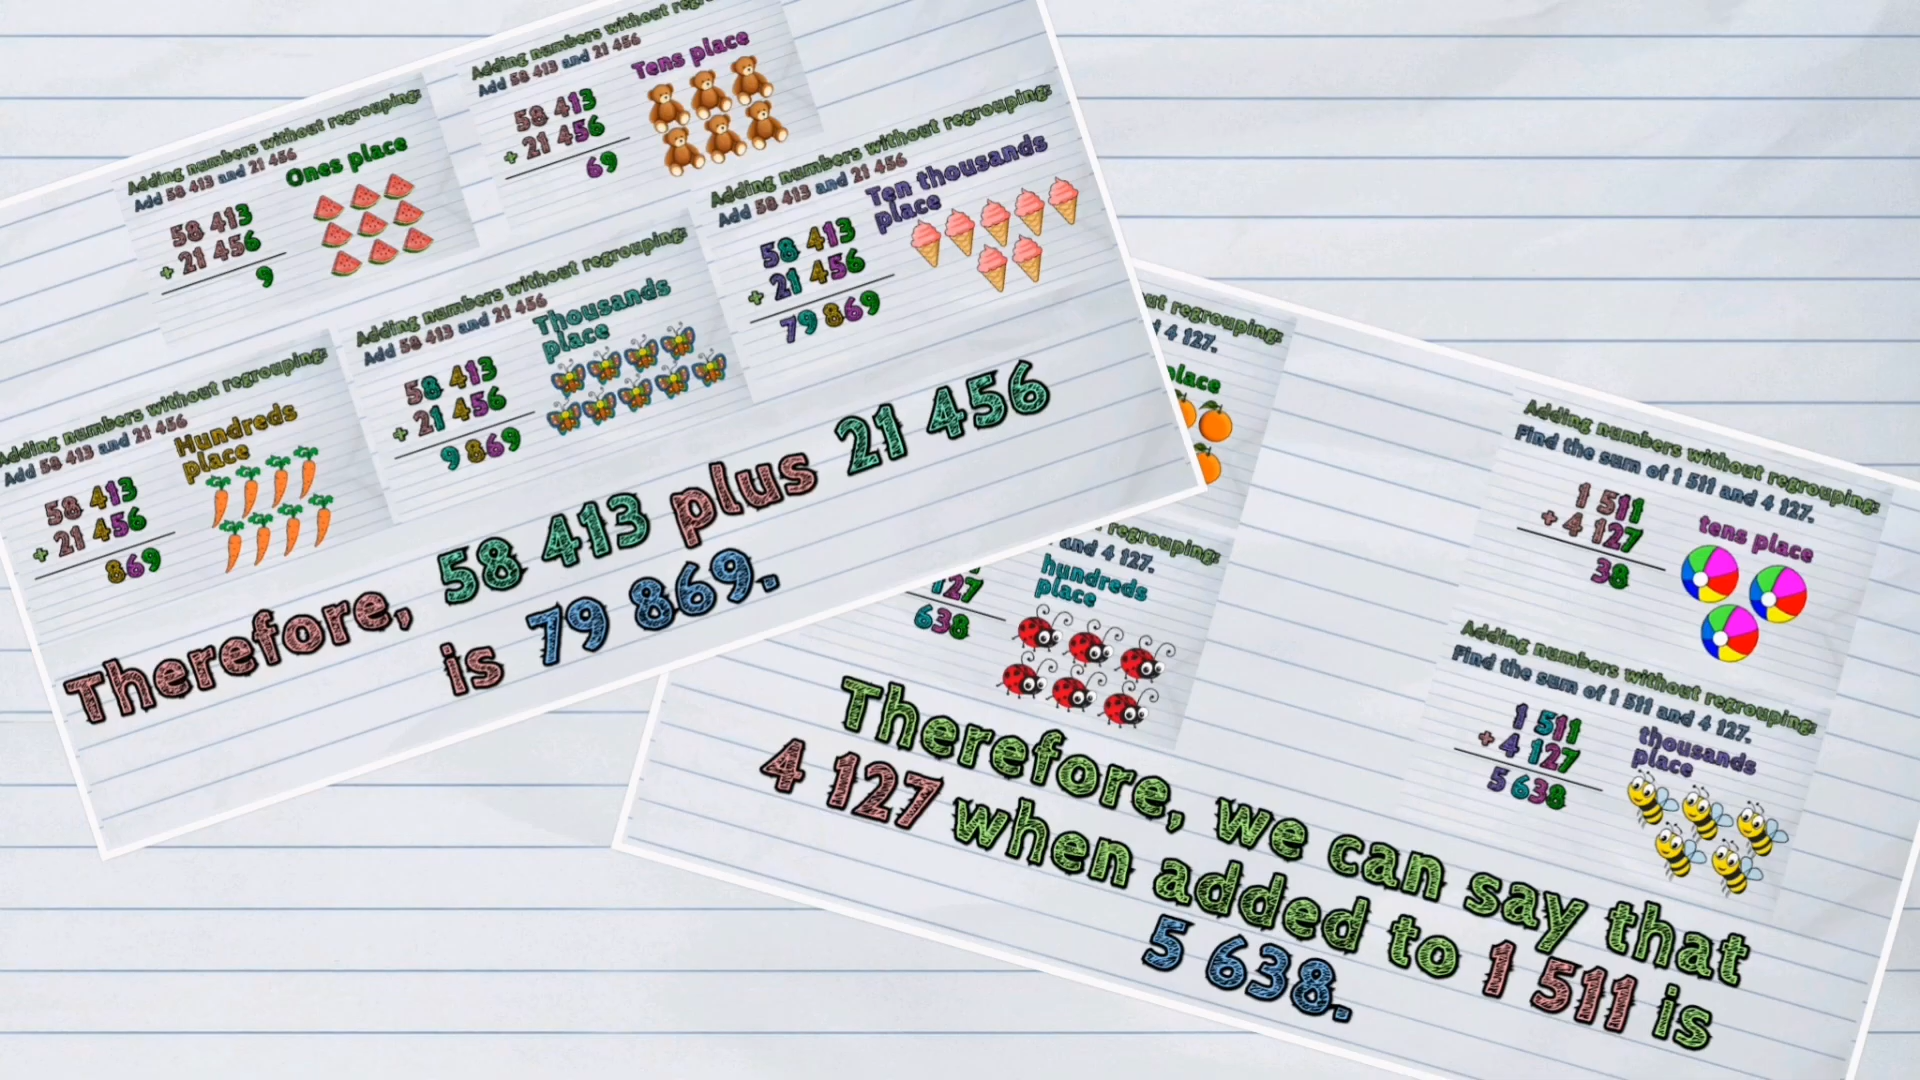 Adding numbers without regrouping:
Add 58 413 and 21 456
Ones place
58 413
+ 21 456
9
Adding numbers without
Add 58 413 and 21 456
Tens place
58 413
+ 21 456
69
Adding numbers without regrouping:
Add 58 413 and 21 456
Hundreds
place
58 413
+ 21 456
869
Adding numbers without regrouping:
Add 58 413 and 21 456
Thousands
place
58 413
+ 21 456
9 869
Adding numbers without regrouping:
Add 58 413 and 21 456
Ten thousands
place
58 413
+ 21 456
79 869
Therefore, 58 413 plus 21 456
is 79 869.
regrouping:
4 127.
place
regrouping:
and 4 127.
hundreds
place
127
638
Adding numbers without regrouping:
Find the sum of 1 511 and 4 127.
tens place
1 511
+ 4 127
38
Adding numbers without regrouping:
Find the sum of 1 511 and 4 127.
thousands
place
1 511
+ 4 127
5 638
Therefore, we can say that
4 127 when added to 1 511 is
5 638.